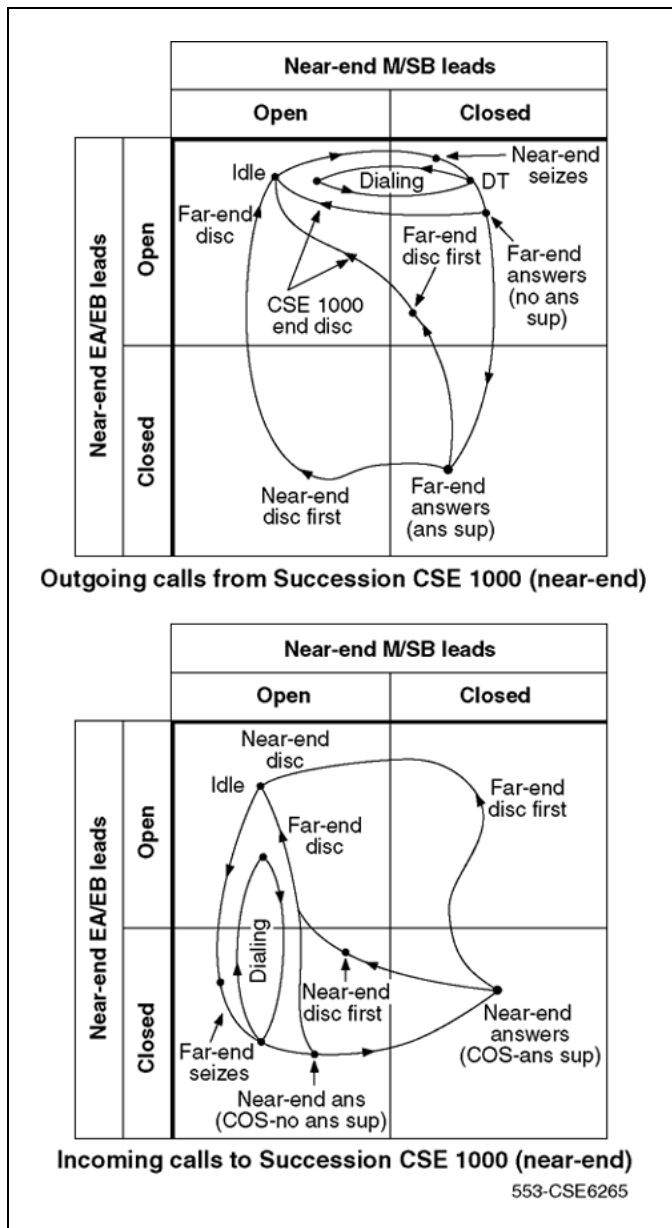 Near-end M/SB leads
Open
Closed
Near-end EA/EB leads
Open
Closed
Idle
Dialing
DT
Near-end
seizes
Far-end
disc
Far-end
disc first
Far-end
answers
(no ans
sup)
CSE 1000
end disc
Near-end
disc first
Far-end
answers
(ans sup)
Outgoing calls from Succession CSE 1000 (near-end)
Near-end M/SB leads
Open
Closed
Near-end EA/EB leads
Open
Closed
Near-end
disc
Idle
Far-end
disc
Far-end
disc first
Dialing
Near-end
disc first
Near-end
answers
(COS-ans sup)
Far-end
seizes
Near-end ans
(COS-no ans sup)
Incoming calls to Succession CSE 1000 (near-end)
553-CSE6265